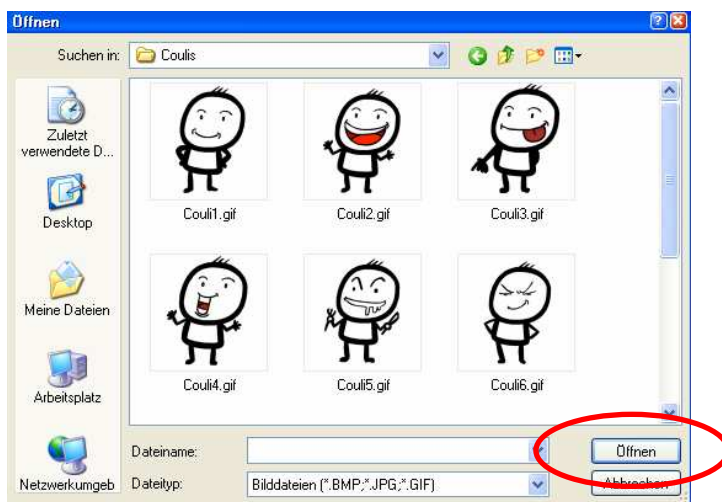 Öffnen
Suchen in:
Coulis
Zuletzt
verwendete D...
Desktop
Meine Dateien
Arbeitsplatz
Netzwerkumgeb
Couli1.gif
Couli2.gif
Couli3.gif
Couli4.gif
Couli5.gif
Couli6.gif
Dateiname:
Öffnen
Dateityp:
Bilddateien (*.BMP;*.JPG;*.GIF)
Abbrechen